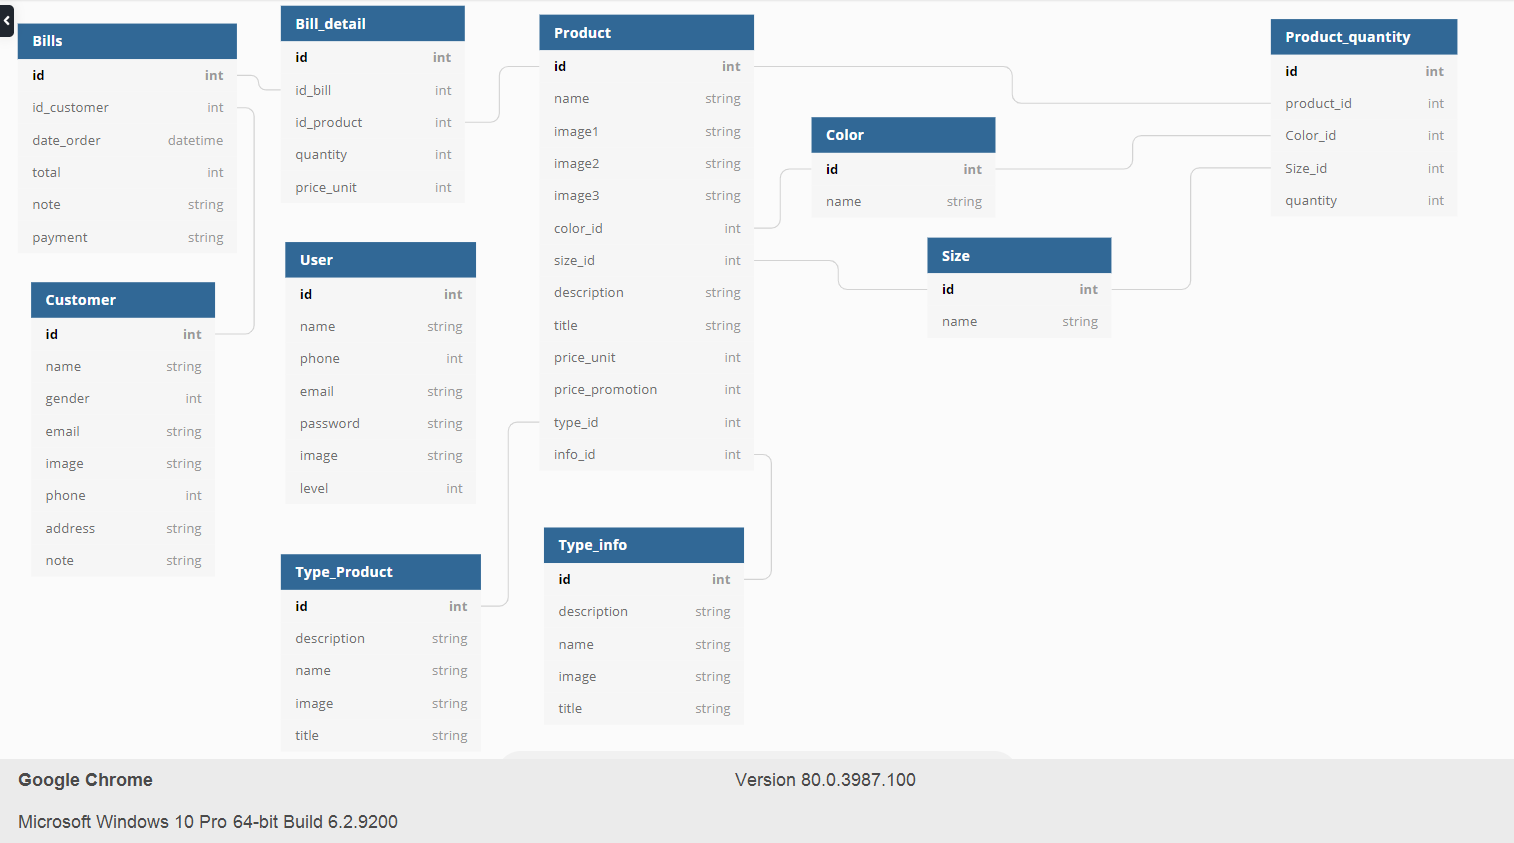 Bills
id int
id_customer int
date_order datetime
total int
note string
payment string
Bill_detail
id int
id_bill int
id_product int
quantity int
price_unit int
Product
id int
name string
image1 string
image2 string
image3 string
color_id int
size_id int
description string
title string
price_unit int
price_promotion int
type_id int
info_id int
Product_quantity
id int
product_id int
Color_id int
Size_id int
quantity int
Color
id int
name string
Size
id int
name string
User
id int
name string
phone int
email string
password string
image string
level int
Customer
id int
name string
gender int
email string
image string
phone int
address string
note string
Type_Product
id int
description string
name string
image string
title string
Type_info
id int
description string
name string
image string
title string
Google Chrome Version 80.0.3987.100
Microsoft Windows 10 Pro 64-bit Build 6.2.9200